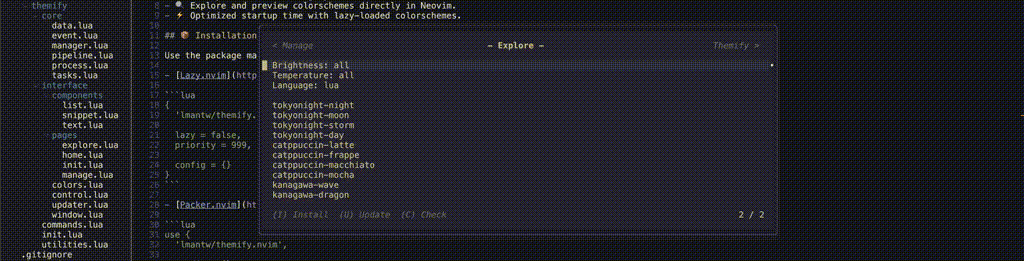 themify
core
data.lua
event.lua
manager.lua
pipeline.lua
process.lua
tasks.lua
interface
components
list.lua
snippet.lua
text.lua
pages
explore.lua
home.lua
init.lua
manage.lua
colors.lua
control.lua
updater.lua
window.lua
commands.lua
init.lua
utilities.lua
.gitignore
8 - 🔍 Explore and preview colorschemes directly in Neovim.
9 - ⚡ Optimized startup time with lazy-loaded colorschemes.
10
11 ## 📦 Installation
12
13 Use the package ma
14
15 - [Lazy.nvim](http
16
17 ```lua
18 {
19 'lmantw/themify.
20
21 lazy = false,
22 priority = 999,
23
24 config = {}
25 }
26 ```
27
28 - [Packer.nvim](ht
29
30 ```lua
31 use {
32 'lmantw/themify.nvim',
33
< Manage - Explore - Themify >
Brightness: all
Temperature: all
Language: lua
tokyonight-night
tokyonight-moon
tokyonight-storm
tokyonight-day
catppuccin-latte
catppuccin-frappe
catppuccin-macchiato
catppuccin-mocha
kanagawa-wave
kanagawa-dragon
(I) Install (U) Update (C) Check 2 / 2